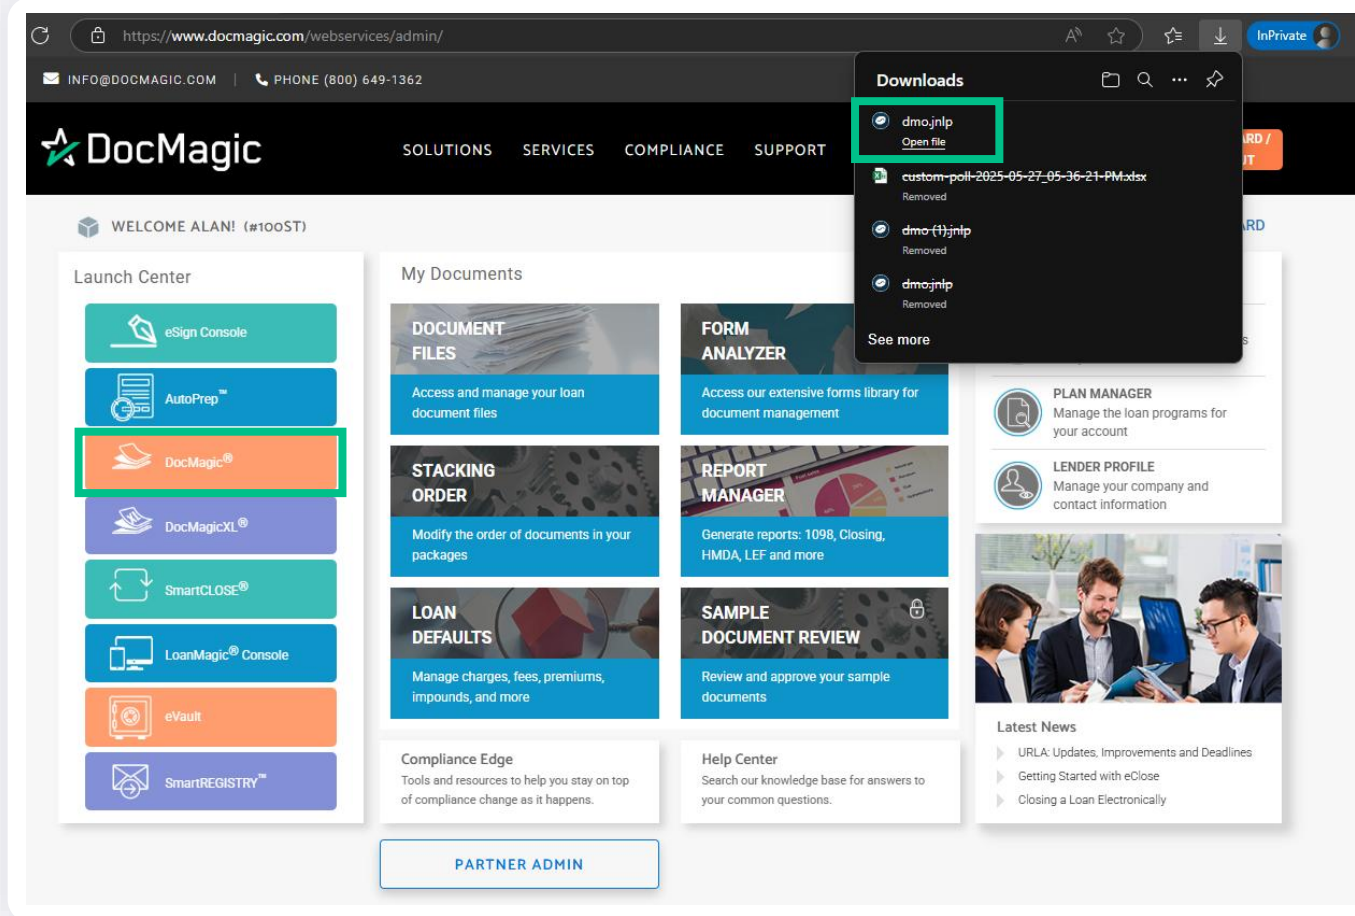 https://www.docmagic.com/webservices/admin/
InPrivate
INFO@DOCMAGIC.COM | PHONE (800) 649-1362
DocMagic
SOLUTIONS SERVICES COMPLIANCE SUPPORT
Downloads
dmo.jnlp
Open file
custom-poll-2025-05-27_05-36-21-PM.xlsx
Removed
dmo (1).jnlp
Removed
dmo.jnlp
Removed
See more
WELCOME ALAN! (#100ST)
Launch Center
eSign Console
AutoPrep™
DocMagic®
DocMagicXL®
SmartCLOSE®
LoanMagic® Console
eVault
SmartREGISTRY™
My Documents
DOCUMENT
FILES
Access and manage your loan
document files
FORM
ANALYZER
Access our extensive forms library for
document management
STACKING
ORDER
Modify the order of documents in your
packages
REPORT
MANAGER
Generate reports: 1098, Closing,
HMDA, LEF and more
LOAN
DEFAULTS
Manage charges, fees, premiums,
impounds, and more
SAMPLE
DOCUMENT REVIEW
Review and approve your sample
documents
Compliance Edge
Tools and resources to help you stay on top
of compliance change as it happens.
Help Center
Search our knowledge base for answers to
your common questions.
PARTNER ADMIN
PLAN MANAGER
Manage the loan programs for
your account
LENDER PROFILE
Manage your company and
contact information
Latest News
URLA: Updates, Improvements and Deadlines
Getting Started with eClose
Closing a Loan Electronically